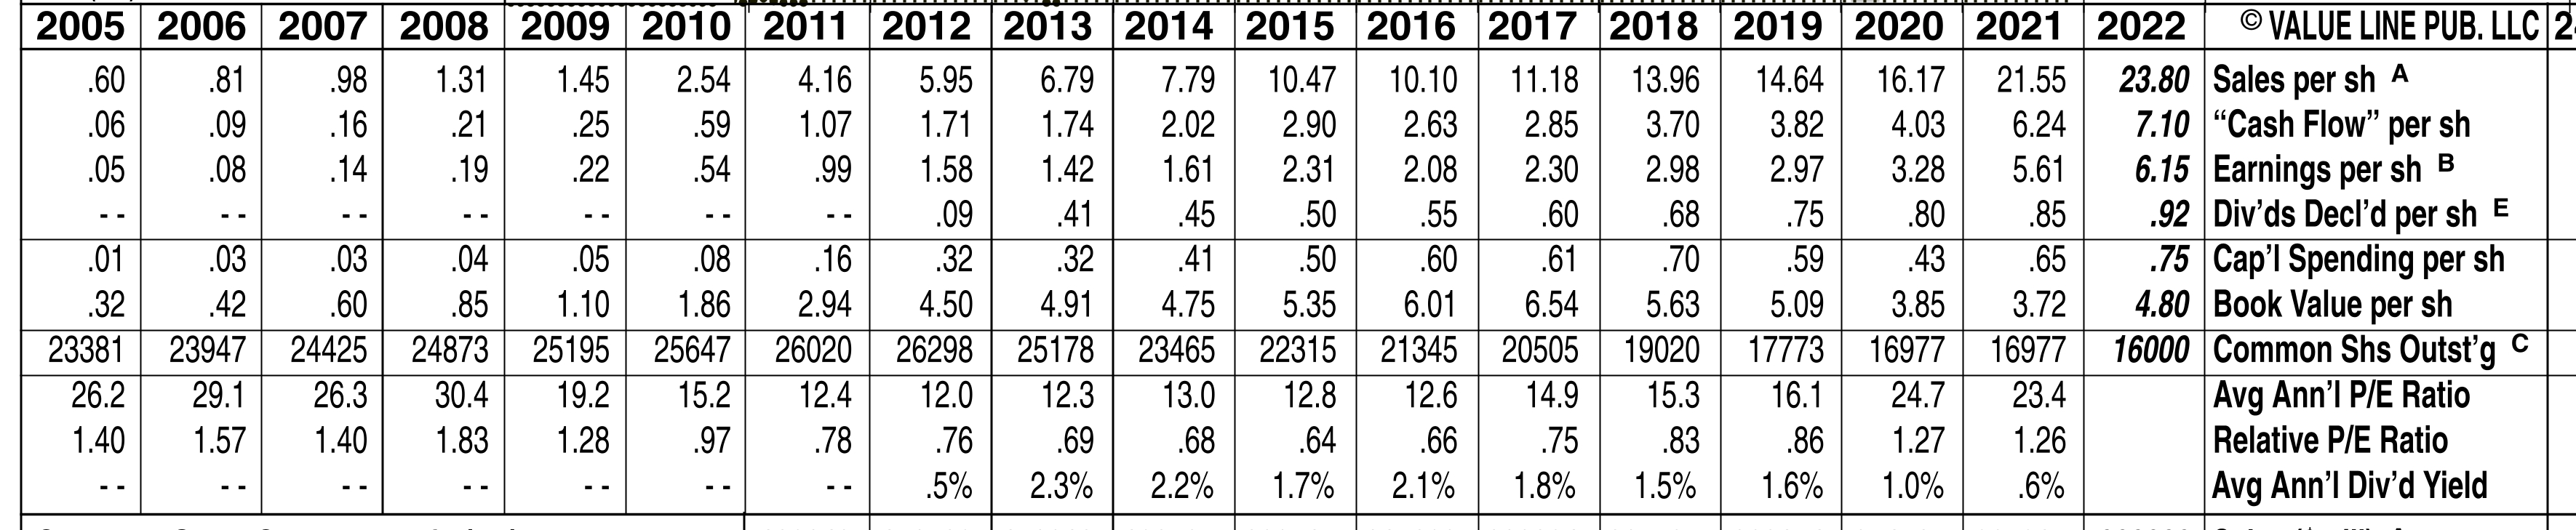 2005 2006 2007 2008 2009 2010 2011 2012 2013 2014 2015 2016 2017 2018 2019 2020 2021 2022 © VALUE LINE PUB. LLC
.60 .81 .98 1.31 1.45 2.54 4.16 5.95 6.79 7.79 10.47 10.10 11.18 13.96 14.64 16.17 21.55 23.80 Sales per sh A
.06 .09 .16 .21 .25 .59 1.07 1.71 1.74 2.02 2.90 2.63 2.85 3.70 3.82 4.03 6.24 7.10 “Cash Flow” per sh
.05 .08 .14 .19 .22 .54 .99 1.58 1.42 1.61 2.31 2.08 2.30 2.98 2.97 3.28 5.61 6.15 Earnings per sh B
-- -- -- -- -- -- -- .09 .41 .45 .50 .55 .60 .68 .75 .80 .85 .92 Div’ds Decl’d per sh E
.01 .03 .03 .04 .05 .08 .16 .32 .32 .41 .50 .60 .61 .70 .59 .43 .65 .75 Cap’l Spending per sh
.32 .42 .60 .85 1.10 1.86 2.94 4.50 4.91 4.75 5.35 6.01 6.54 5.63 5.09 3.85 3.72 4.80 Book Value per sh
23381 23947 24425 24873 25195 25647 26020 26298 25178 23465 22315 21345 20505 19020 17773 16977 16977 16000 Common Shs Outst’g C
26.2 29.1 26.3 30.4 19.2 15.2 12.4 12.0 12.3 13.0 12.8 12.6 14.9 15.3 16.1 24.7 23.4 Avg Ann’l P/E Ratio
1.40 1.57 1.40 1.83 1.28 .97 .78 .76 .69 .68 .64 .66 .75 .83 .86 1.27 1.26 Relative P/E Ratio
-- -- -- -- -- -- -- .5% 2.3% 2.2% 1.7% 2.1% 1.8% 1.5% 1.6% 1.0% .6% Avg Ann’l Div’d Yield